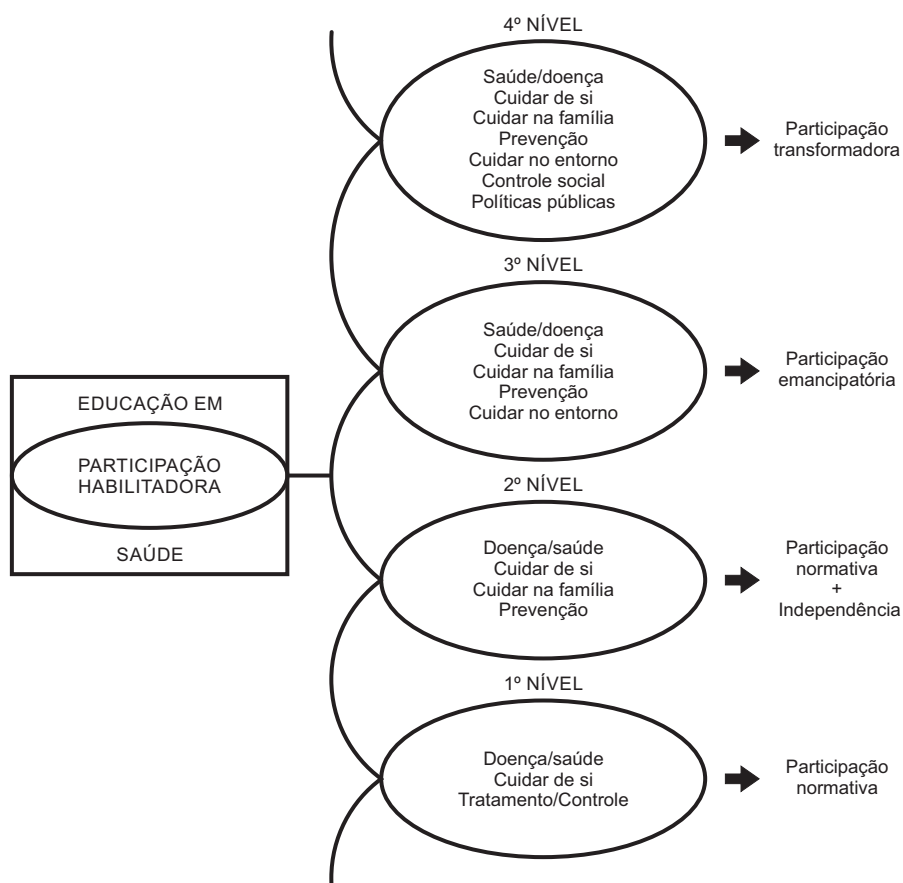 4º NÍVEL
Saúde/doença
Cuidar de si
Cuidar na família
Prevenção
Cuidar no entorno
Controle social
Políticas públicas
Participação
transformadora
3º NÍVEL
Saúde/doença
Cuidar de si
Cuidar na família
Prevenção
Cuidar no entorno
Participação
emancipatória
EDUCAÇÃO EM
PARTICIPAÇÃO
HABILITADORA
SAÚDE
2º NÍVEL
Doença/saúde
Cuidar de si
Cuidar na família
Prevenção
Participação
normativa
+
Independência
1º NÍVEL
Doença/saúde
Cuidar de si
Tratamento/Controle
Participação
normativa